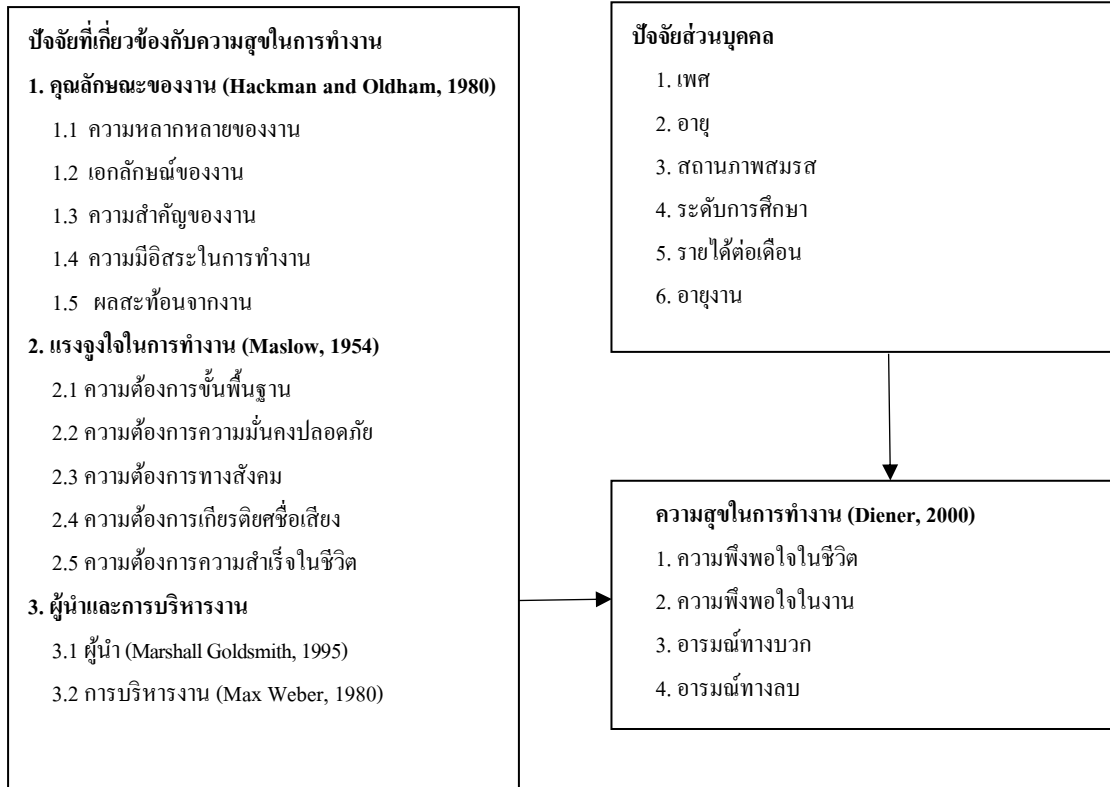 ปัจจัยที่เกี่ยวข้องกับความสุขในการทำงาน
1. คุณลักษณะของงาน (Hackman and Oldham, 1980)
1.1 ความหลากหลายของงาน
1.2 เอกลักษณ์ของงาน
1.3 ความสำคัญของงาน
1.4 ความมีอิสระในการทำงาน
1.5 ผลสะท้อนจากงาน
2. แรงจูงใจในการทำงาน (Maslow, 1954)
2.1 ความต้องการขั้นพื้นฐาน
2.2 ความต้องการความมั่นคงปลอดภัย
2.3 ความต้องการทางสังคม
2.4 ความต้องการเกียรติยศชื่อเสียง
2.5 ความต้องการความสำเร็จในชีวิต
3. ผู้นำและการบริหารงาน
3.1 ผู้นำ (Marshall Goldsmith, 1995)
3.2 การบริหารงาน (Max Weber, 1980)
ปัจจัยส่วนบุคคล
1. เพศ
2. อายุ
3. สถานภาพสมรส
4. ระดับการศึกษา
5. รายได้ต่อเดือน
6. อายุงาน
ความสุขในการทำงาน (Diener, 2000)
1. ความพึงพอใจในชีวิต
2. ความพึงพอใจในงาน
3. อารมณ์ทางบวก
4. อารมณ์ทางลบ